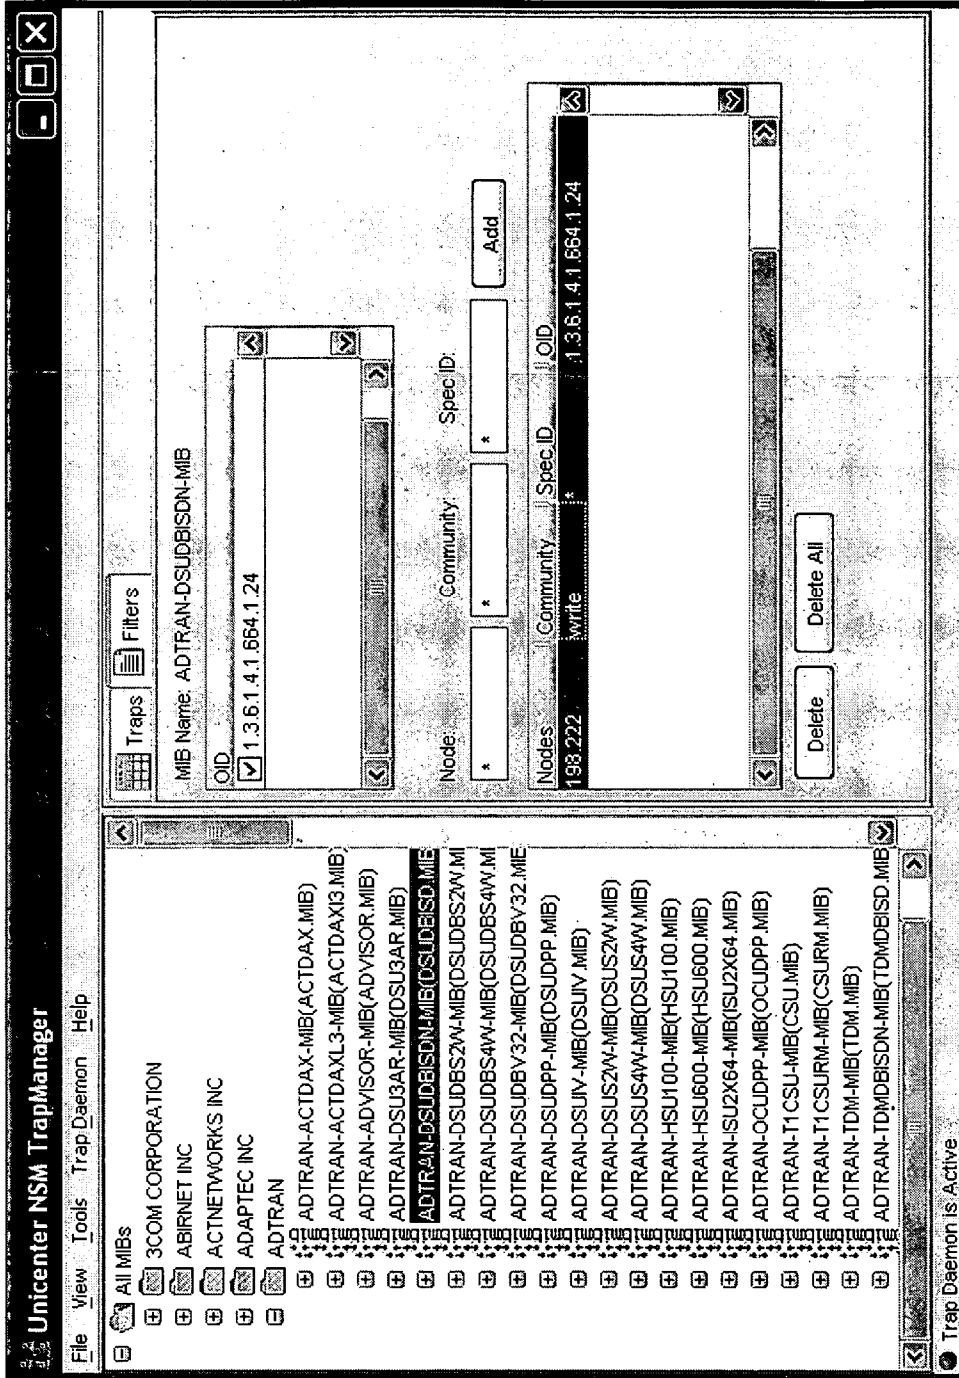 Unicenter NSM TrapManager
File View Tools Trap Daemon Help
All MIBs
3COM CORPORATION
ABIRNET INC
ACTNETWORKS INC
ADAPTEC INC
ADTRAN
ADTRAN-ACTDAX-MIB(ACTDAX.MIB)
ADTRAN-ACTDAXL3-MIB(ACTDAXl3.MIB)
ADTRAN-ADVISOR-MIB(ADVISOR.MIB)
ADTRAN-DSU3AR-MIB(DSU3AR.MIB)
ADTRAN-DSUDBISDN-MIB(DSUDBISD.MIB
ADTRAN-DSUDBS2W-MIB(DSUDBS2W.MI
ADTRAN-DSUDBS4W-MIB(DSUDBS4W.MI
ADTRAN-DSUDBV32-MIB(DSUDBV32.MIB
ADTRAN-DSUDPP-MIB(DSUDPP.MIB)
ADTRAN-DSUIV-MIB(DSUIV.MIB)
ADTRAN-DSUS2W-MIB(DSUS2W.MIB)
ADTRAN-DSUS4W-MIB(DSUS4W.MIB)
ADTRAN-HSU100-MIB(HSU100.MIB)
ADTRAN-HSU600-MIB(HSU600.MIB)
ADTRAN-ISU2X64-MIB(ISU2X64.MIB)
ADTRAN-OCUDPP-MIB(OCUDPP.MIB)
ADTRAN-T1CSU-MIB(CSU.MIB)
ADTRAN-T1CSURM-MIB(CSURM.MIB)
ADTRAN-TDM-MIB(TDM.MIB)
ADTRAN-TDMDBISDN-MIB(TDMDBISD.MIB
Traps Filters
MIB Name: ADTRAN-DSUDBISDN-MIB
OID
1.3.6.1.4.1.664.1.24
Node: Community: Spec ID:
* * * Add
Nodes Community Spec ID OID
198.222 write * 1.3.6.1.4.1.664.1.24
Delete Delete All
Trap Daemon is Active